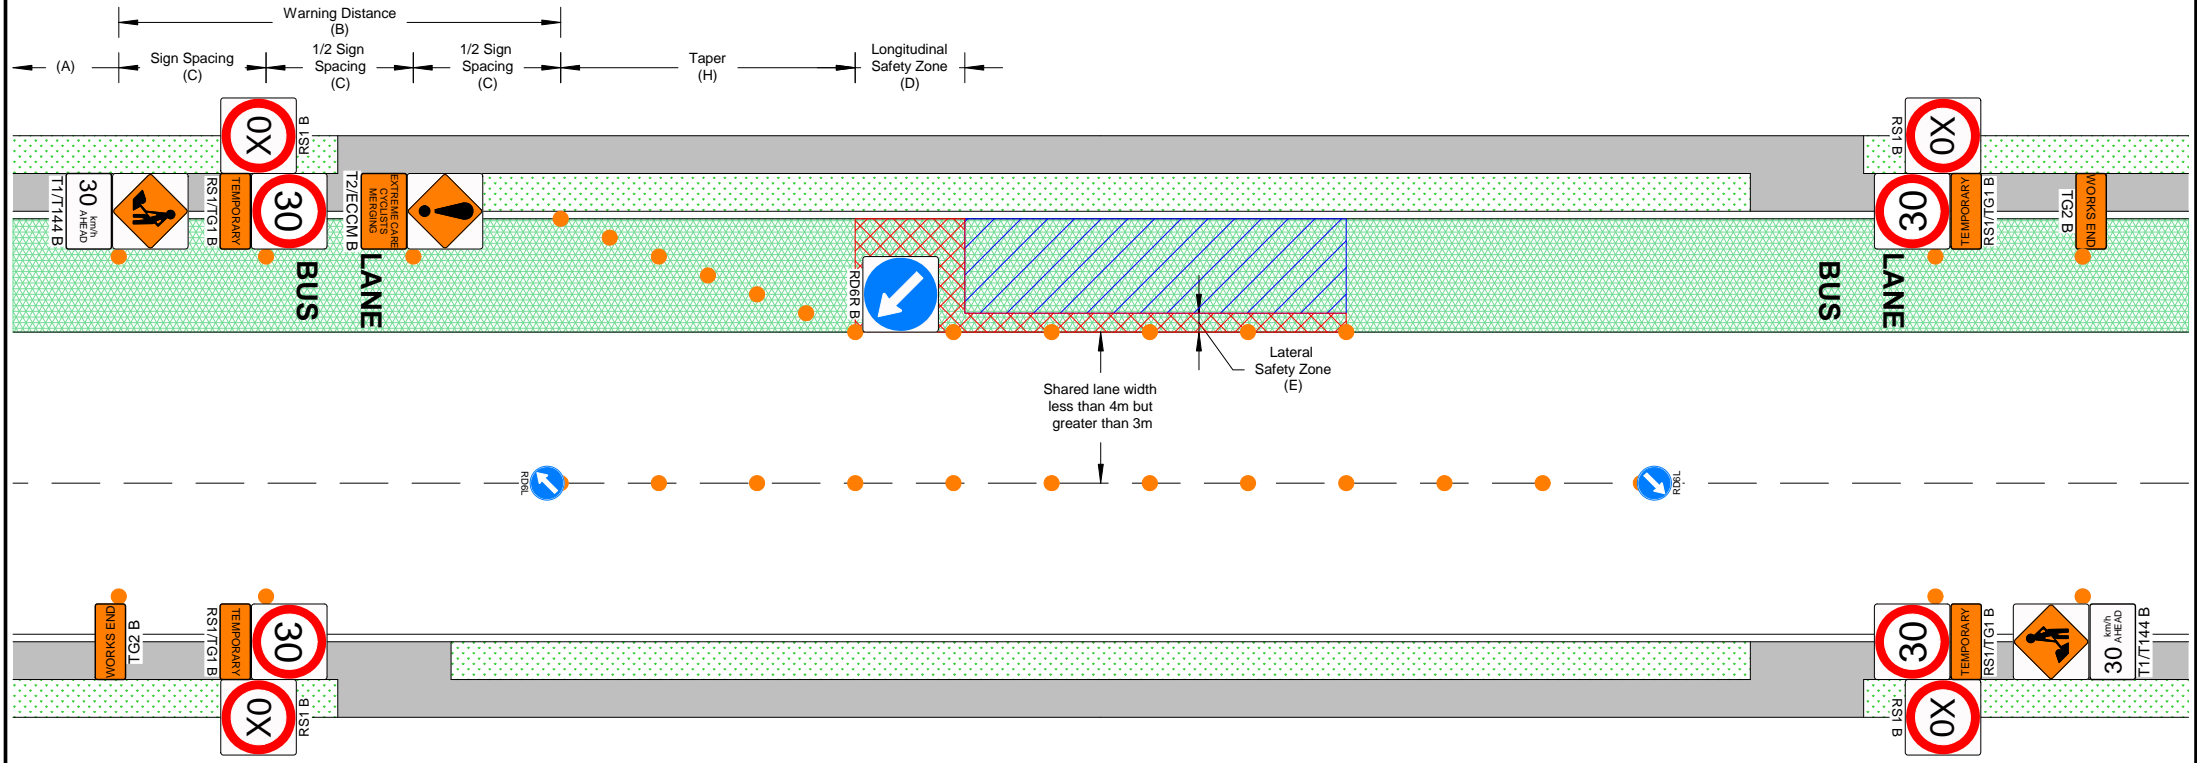 Warning Distance
(B)
(A)
Sign Spacing
(C)
1/2 Sign
Spacing
(C)
1/2 Sign
Spacing
(C)
Taper
(H)
Longitudinal
Safety Zone
(D)
0X
RS1 B
0X
RS1 B
T1/T144 B
30 km/h
AHEAD
RS1/TG1 B
TEMPORARY
30
T2/ECCM B
EXTREME CARE
CYCLISTS
MERGING
30
TEMPORARY
RS1/TG1 B
TG2 B
WORKS END
BUS
LANE
RD6R B
BUS
LANE
Lateral
Safety Zone
(E)
Shared lane width
less than 4m but
greater than 3m
RD6L
RD6L
WORKS END
TG2 B
RS1/TG1 B
TEMPORARY
30
30
TEMPORARY
RS1/TG1 B
30 km/h
AHEAD
T1/T144 B
0X
RS1 B
0X
RS1 B